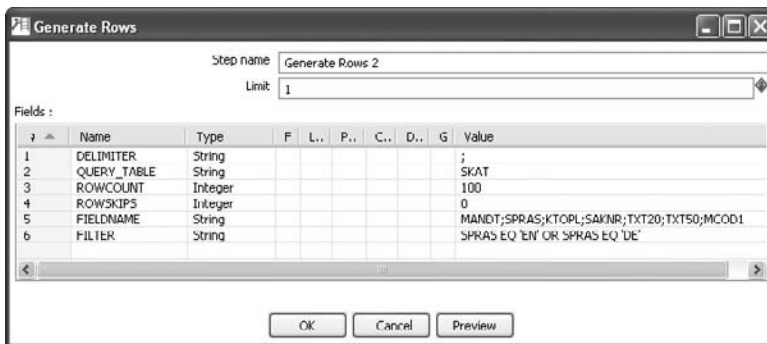 Generate Rows
Step name Generate Rows 2
Limit 1
Fields :
Name Type F L.. P.. C.. D.. G Value
1 DELIMITER String ;
2 QUERY_TABLE String SKAT
3 ROWCOUNT Integer 100
4 ROWSKIPS Integer 0
5 FIELDNAME String MANDT;SPRAS;KTOPL;SAKNR;TXT20;TXT50;MCOD1
6 FILTER String SPRAS EQ 'EN' OR SPRAS EQ 'DE'
OK Cancel Preview